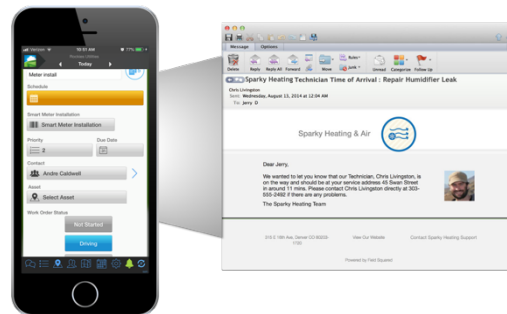 Verizon
10:51 AM
77%
Today
Meter install
Schedule
Smart Meter Installation
Smart Meter Installation
Priority
Due Date
2
Contact
Andre Caldwell
Asset
Select Asset
Work Order Status
Not Started
Driving
Message
Options
Delete
Reply
Reply All
Forward
Move
Rules
Junk
Unread
Categorize
Follow Up
Sparky Heating Technician Time of Arrival : Repair Humidifier Leak
Chris Livingston
Sent: Wednesday, August 13, 2014 at 12:04 AM
To: Jerry D
Sparky Heating & Air
Dear Jerry,
We wanted to let you know that our Technician, Chris Livingston, is
on the way and should be at your service address 45 Swan Street
in around 11 mins. Please contact Chris Livingston directly at 303-
555-2492 if there are any problems.
The Sparky Heating Team
View Our Website
Contact Sparky Heating Support
Powered by Field Squared